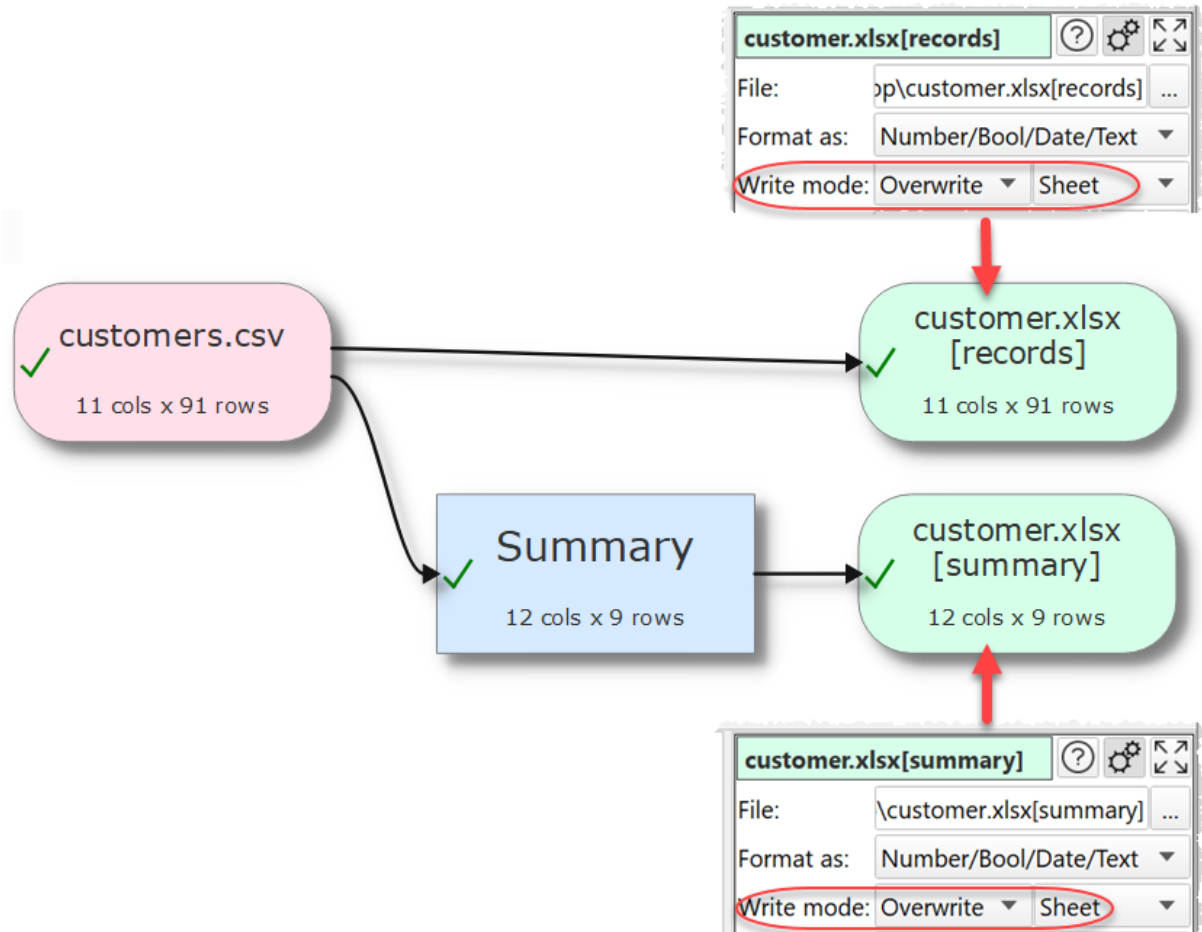 customer.xlsx[records]
File: op\customer.xlsx[records] ...
Format as: Number/Bool/Date/Text
Write mode: Overwrite Sheet
customers.csv
11 cols x 91 rows
customer.xlsx
[records]
11 cols x 91 rows
Summary
12 cols x 9 rows
customer.xlsx
[summary]
12 cols x 9 rows
customer.xlsx[summary]
File: \customer.xlsx[summary] ...
Format as: Number/Bool/Date/Text
Write mode: Overwrite Sheet